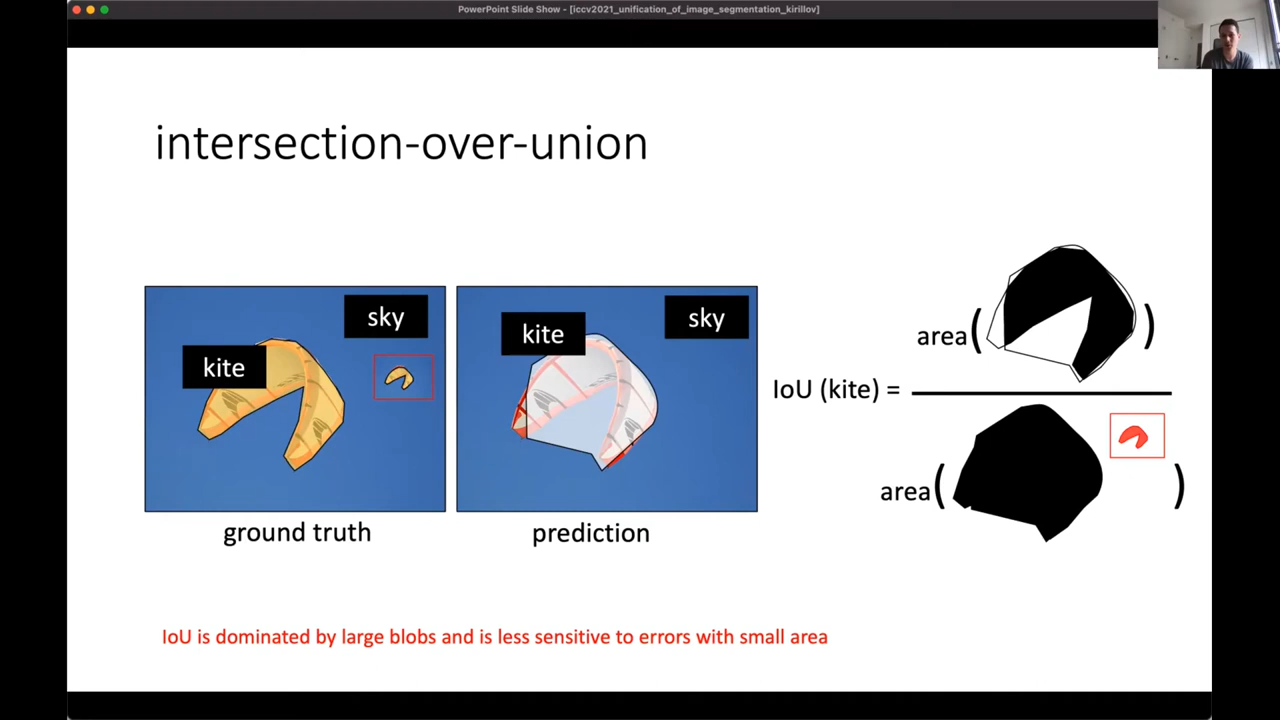 PowerPoint Slide Show - [iccv2021_unification_of_image_segmentation_kirillov]
intersection-over-union
sky
kite
ground truth
sky
kite
prediction
IoU (kite) =
area( )
area( )
IoU is dominated by large blobs and is less sensitive to errors with small area